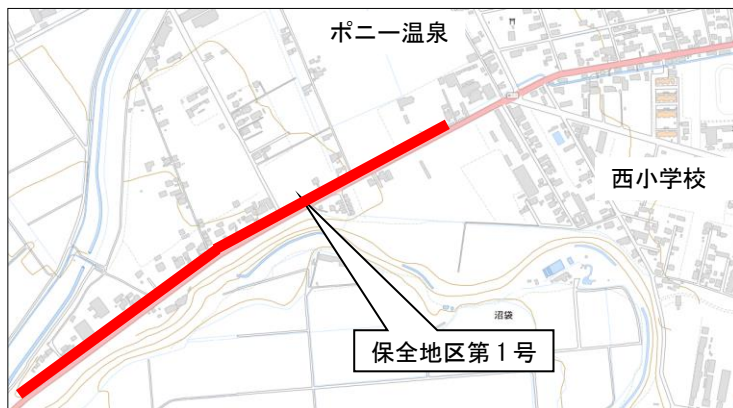 ポニー温泉
西小学校
沼袋
保全地区第１号